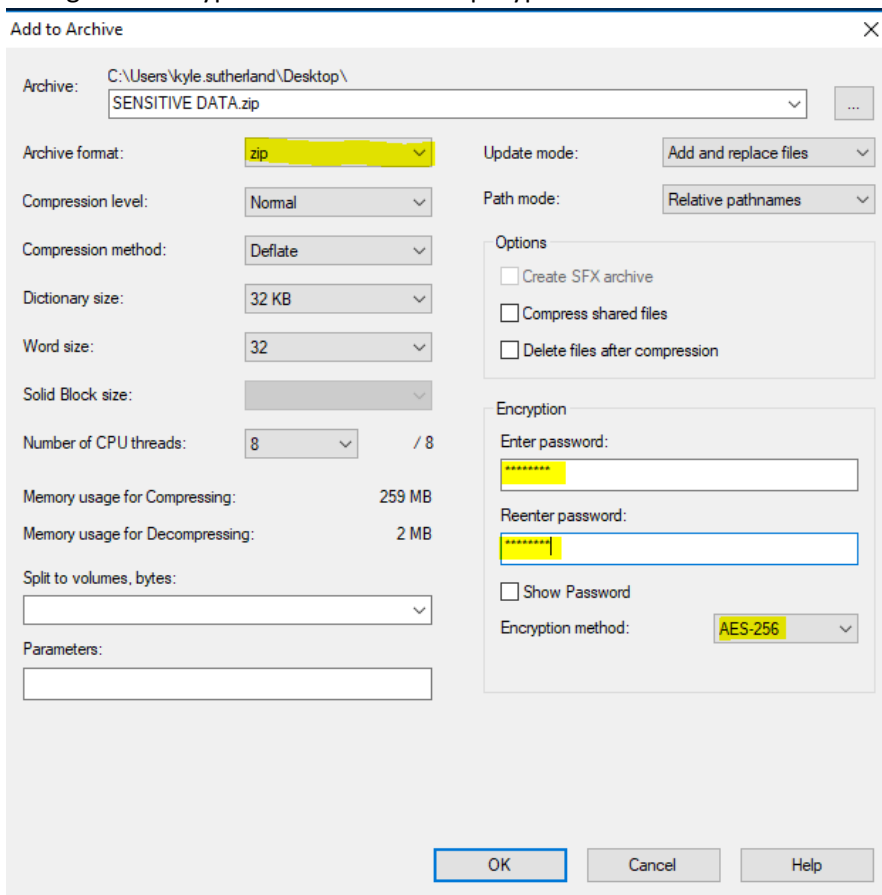 Add to Archive
Archive: C:\Users\kyle.sutherland\Desktop\
SENSITIVE DATA.zip
...
Archive format: zip
Update mode: Add and replace files
Compression level: Normal
Path mode: Relative pathnames
Compression method: Deflate
Options
Create SFX archive
Dictionary size: 32 KB
Compress shared files
Word size: 32
Delete files after compression
Solid Block size:
Encryption
Number of CPU threads: 8 / 8
Enter password:
********
Memory usage for Compressing: 259 MB
Reenter password:
Memory usage for Decompressing: 2 MB
********
Split to volumes, bytes:
Show Password
Encryption method: AES-256
Parameters:
OK
Cancel
Help